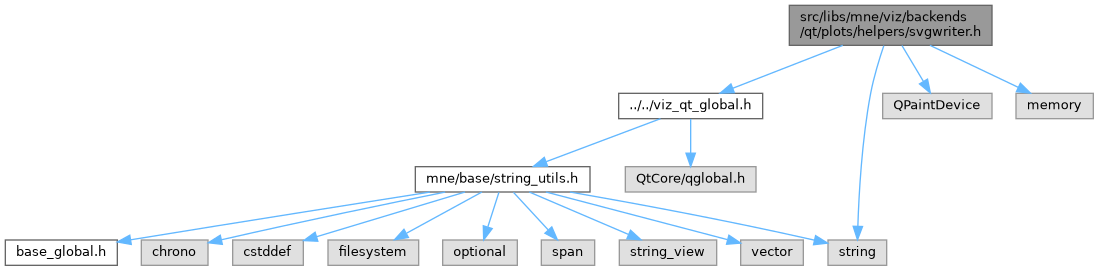 src/libs/mne/viz/backends
/qt/plots/helpers/svgwriter.h
../../viz_qt_global.h
QPaintDevice
memory
mne/base/string_utils.h
QtCore/qglobal.h
base_global.h
chrono
cstddef
filesystem
optional
span
string_view
vector
string